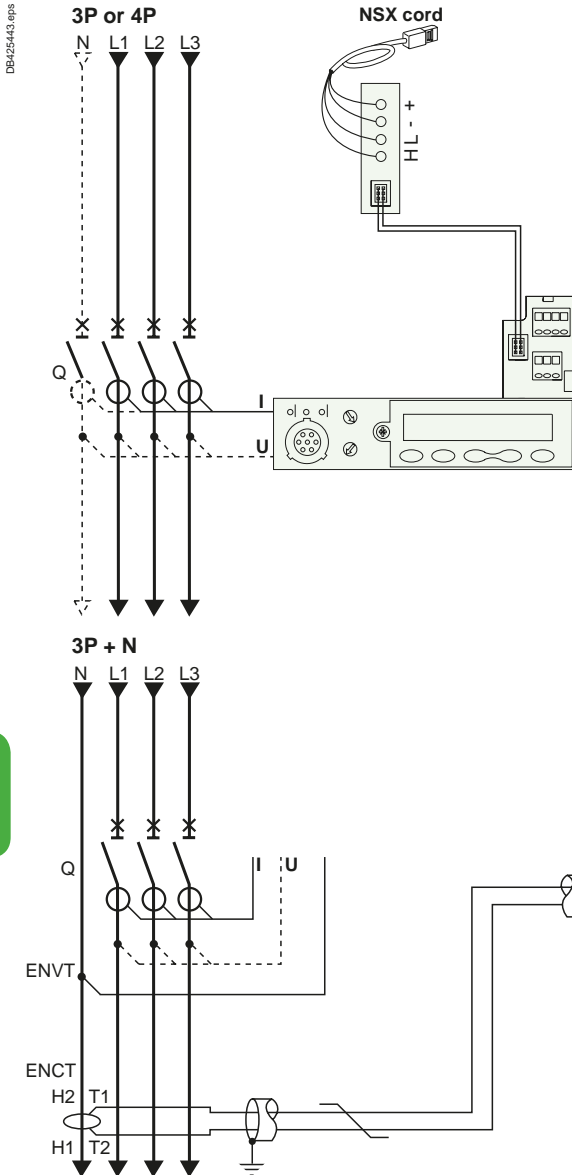 DB425443.eps
3P or 4P
N L1 L2 L3
NSX cord
H L - +
Q
I
U
3P + N
N L1 L2 L3
Q
I U
ENVT
ENCT
H2 T1
H1 T2